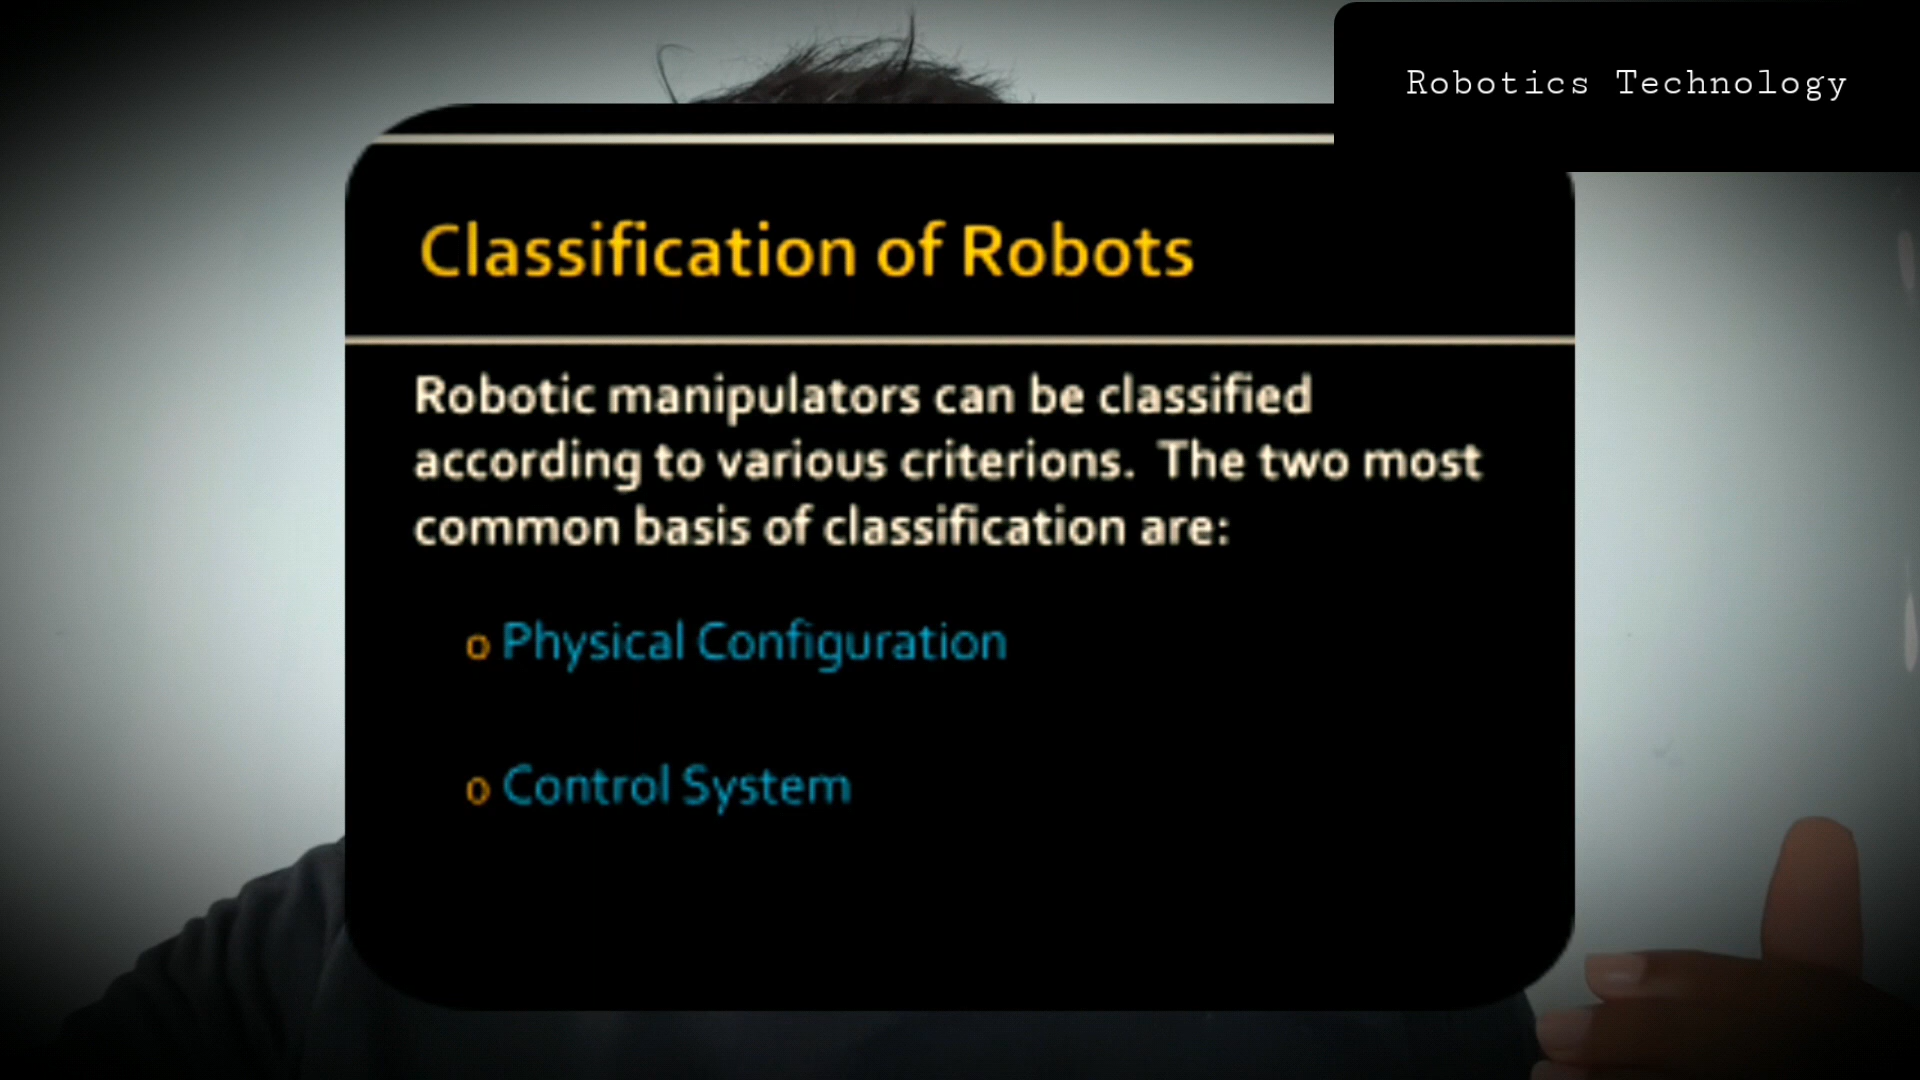 Robotics Technology
Classification of Robots
Robotic manipulators can be classified
according to various criterions. The two most
common basis of classification are:
o Physical Configuration
o Control System